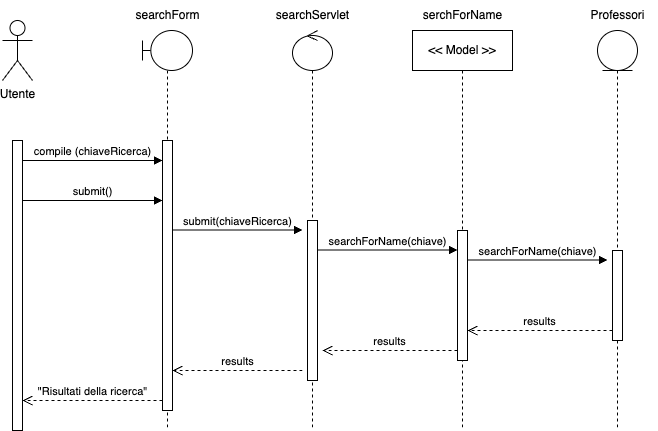 searchForm
searchServlet
serchForName
Professori
<< Model >>
Utente
compile (chiaveRicerca)
submit()
submit(chiaveRicerca)
searchForName(chiave)
searchForName(chiave)
results
results
results
"Risultati della ricerca"